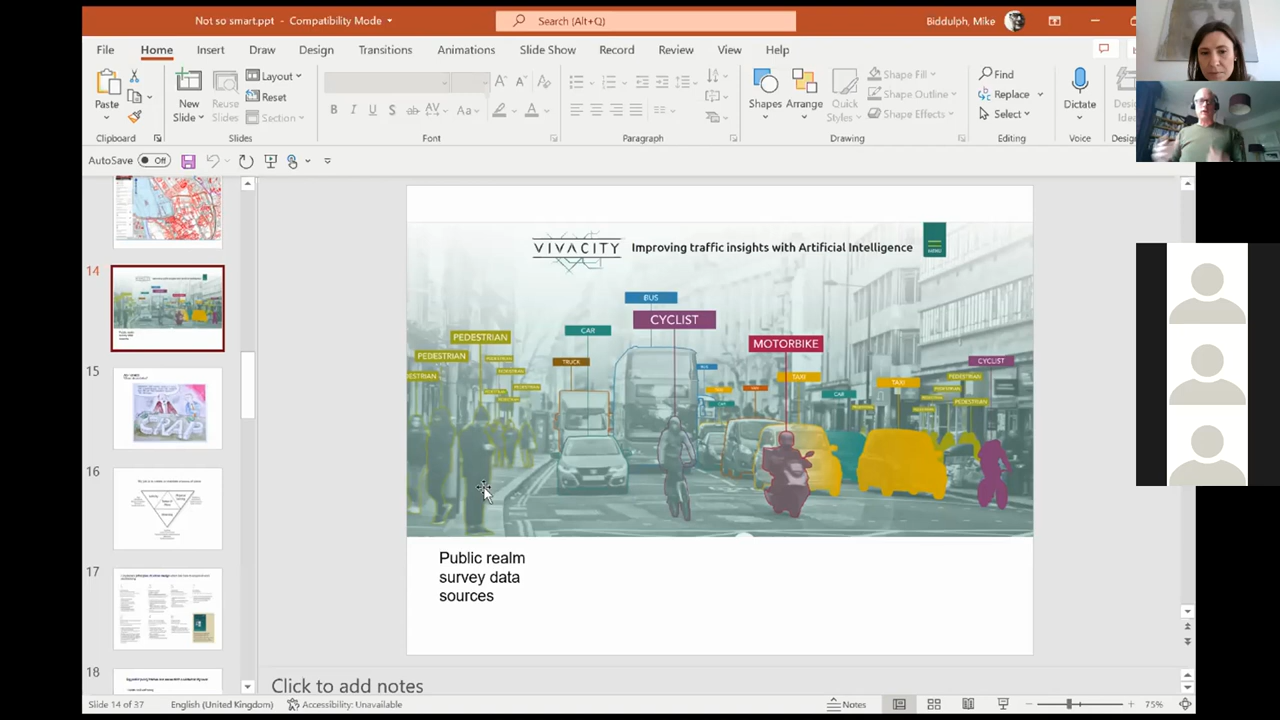 Not so smart.ppt - Compatibility Mode
Search (Alt+Q)
Biddulph, Mike
File
Home
Insert
Draw
Design
Transitions
Animations
Slide Show
Record
Review
View
Help
Paste
New
Slide
Reuse
Slides
Layout
Reset
Section
Shapes
Arrange
Quick
Styles
Shape Fill
Shape Outline
Shape Effects
Find
Replace
Select
Dictate
Clipboard
Slides
Font
Paragraph
Drawing
Editing
Voice
AutoSave
Off
14
15
CRAP
16
17
18
VIVACITY
Improving traffic insights with Artificial Intelligence
BUS
CYCLIST
PEDESTRIAN
CAR
MOTORBIKE
PEDESTRIAN
TRUCK
CYCLIST
TAXI
TAXI
CAR
PEDESTRIAN
PEDESTRIAN
Public realm
survey data
sources
Click to add notes
Slide 14 of 37
English (United Kingdom)
Accessibility: Unavailable
Notes
75%